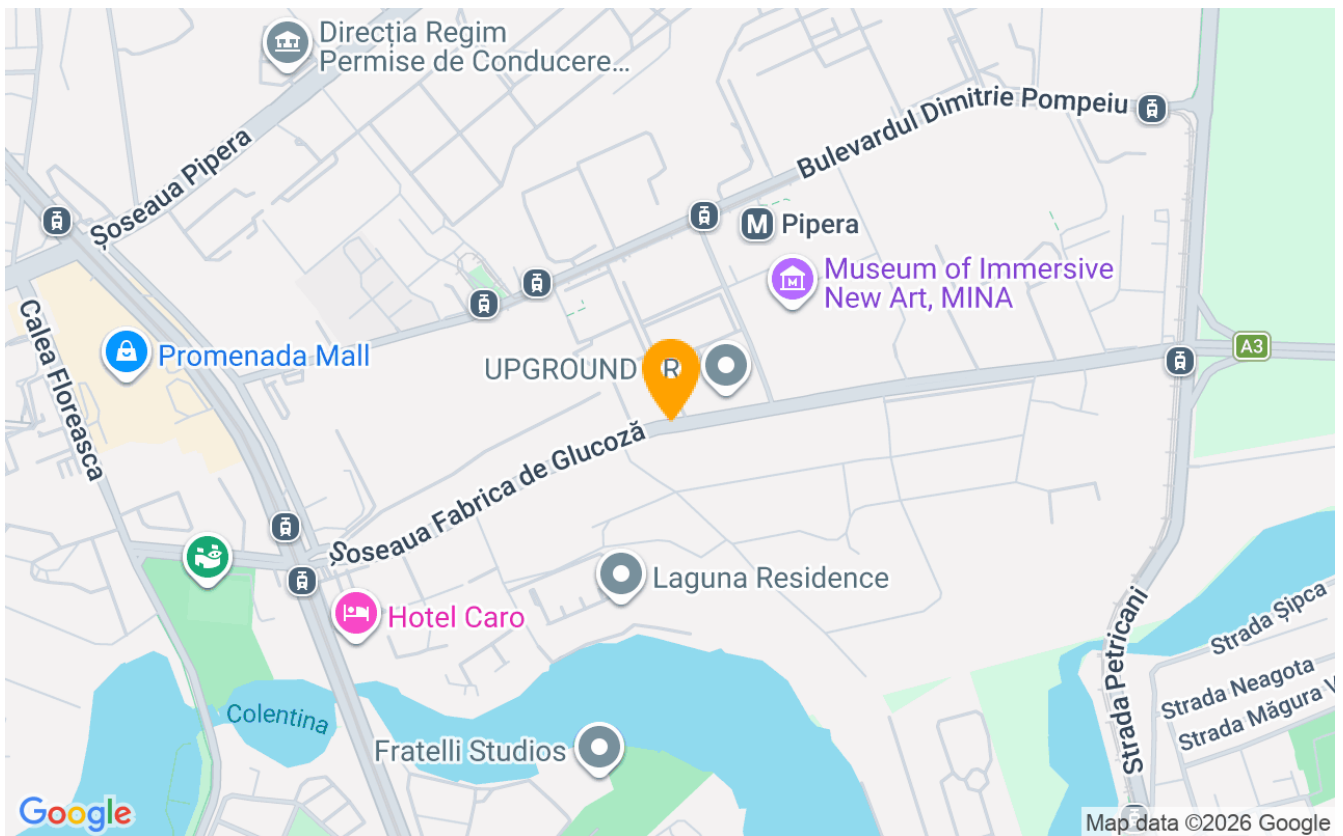 Direcția Regim
Permise de Conducere...
Șoseaua Pipera
Bulevardul Dimitrie Pompeiu
M Pipera
Museum of Immersive
New Art, MINA
Calea Floreasca
Promenada Mall
UPGROUND R
A3
Șoseaua Fabrica de Glucoză
Laguna Residence
Hotel Caro
Strada Petricani
Strada Șipca
Strada Neagota
Strada Măgura V
Colentina
Fratelli Studios
Google
Map data ©2026 Google